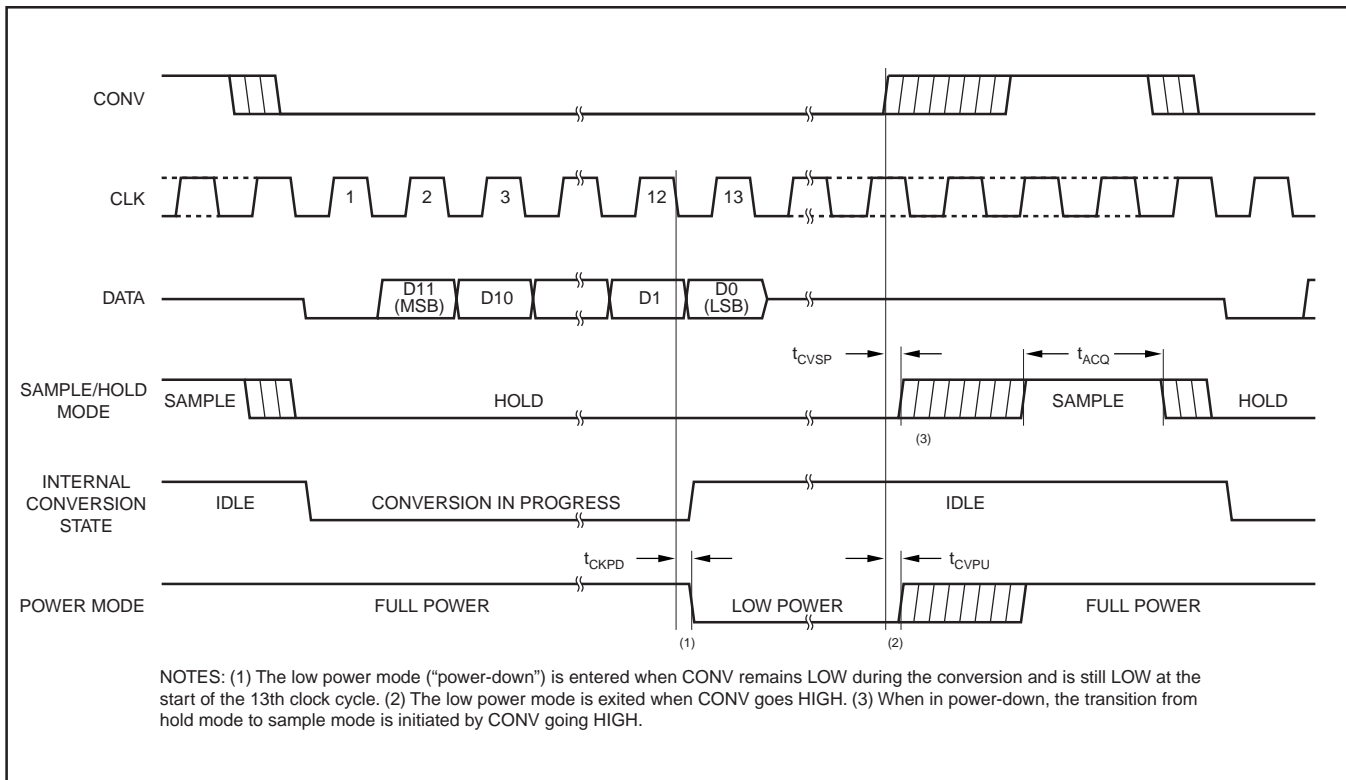 CONV
CLK
1
2
3
12
13
DATA
D11
(MSB)
D10
D1
D0
(LSB)
tCVSP
tACQ
SAMPLE/HOLD
MODE
SAMPLE
HOLD
SAMPLE
HOLD
(3)
INTERNAL
CONVERSION
STATE
IDLE
CONVERSION IN PROGRESS
IDLE
tCKPD
tCVPU
POWER MODE
FULL POWER
LOW POWER
FULL POWER
(1)
(2)
NOTES: (1) The low power mode (“power-down”) is entered when CONV remains LOW during the conversion and is still LOW at the
start of the 13th clock cycle. (2) The low power mode is exited when CONV goes HIGH. (3) When in power-down, the transition from
hold mode to sample mode is initiated by CONV going HIGH.